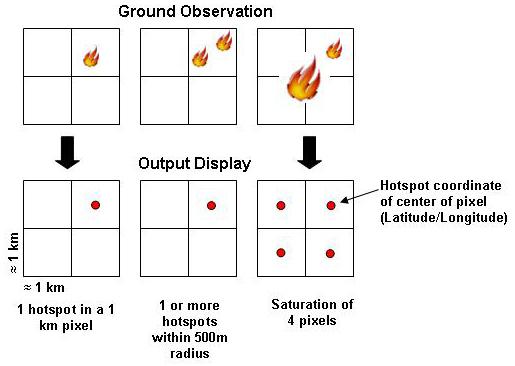 Ground Observation
Output Display
Hotspot coordinate
of center of pixel
(Latitude/Longitude)
≈ 1 km
≈ 1 km
1 hotspot in a 1
km pixel
1 or more
hotspots
within 500m
radius
Saturation of
4 pixels